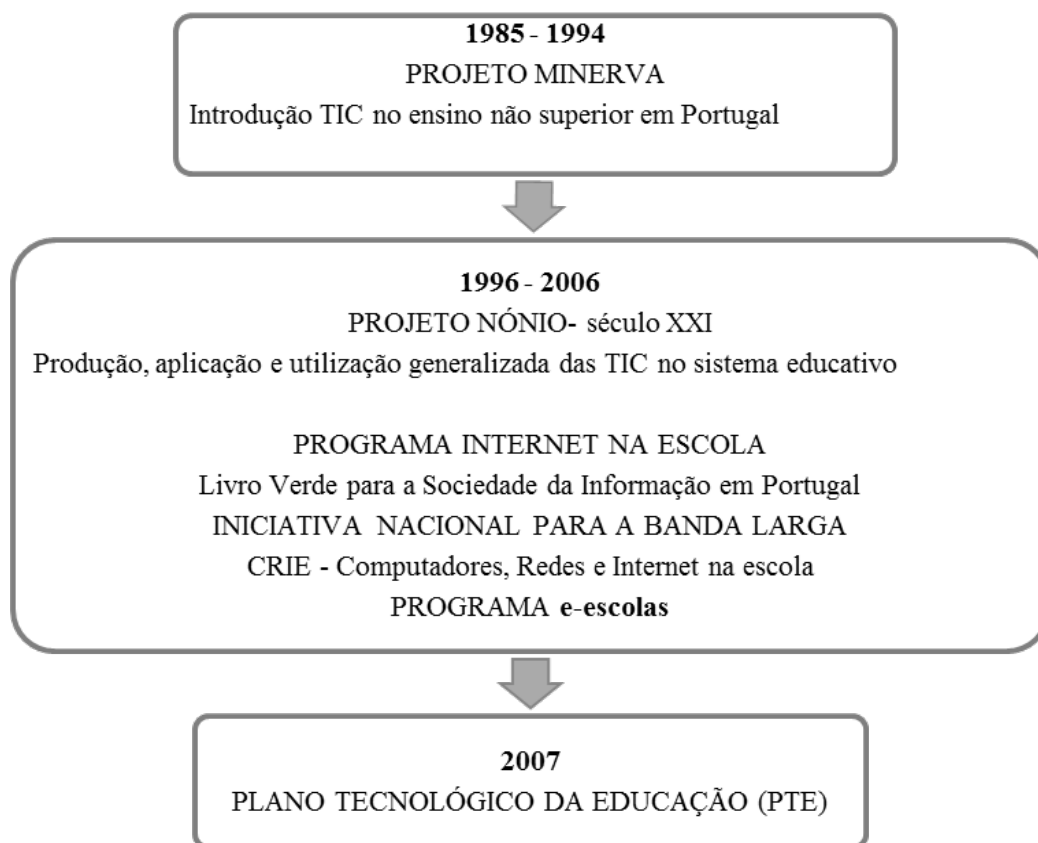 1985 - 1994
PROJETO MINERVA
Introdução TIC no ensino não superior em Portugal
1996 - 2006
PROJETO NÓNIO- século XXI
Produção, aplicação e utilização generalizada das TIC no sistema educativo
PROGRAMA INTERNET NA ESCOLA
Livro Verde para a Sociedade da Informação em Portugal
INICIATIVA NACIONAL PARA A BANDA LARGA
CRIE - Computadores, Redes e Internet na escola
PROGRAMA e-escolas
2007
PLANO TECNOLÓGICO DA EDUCAÇÃO (PTE)